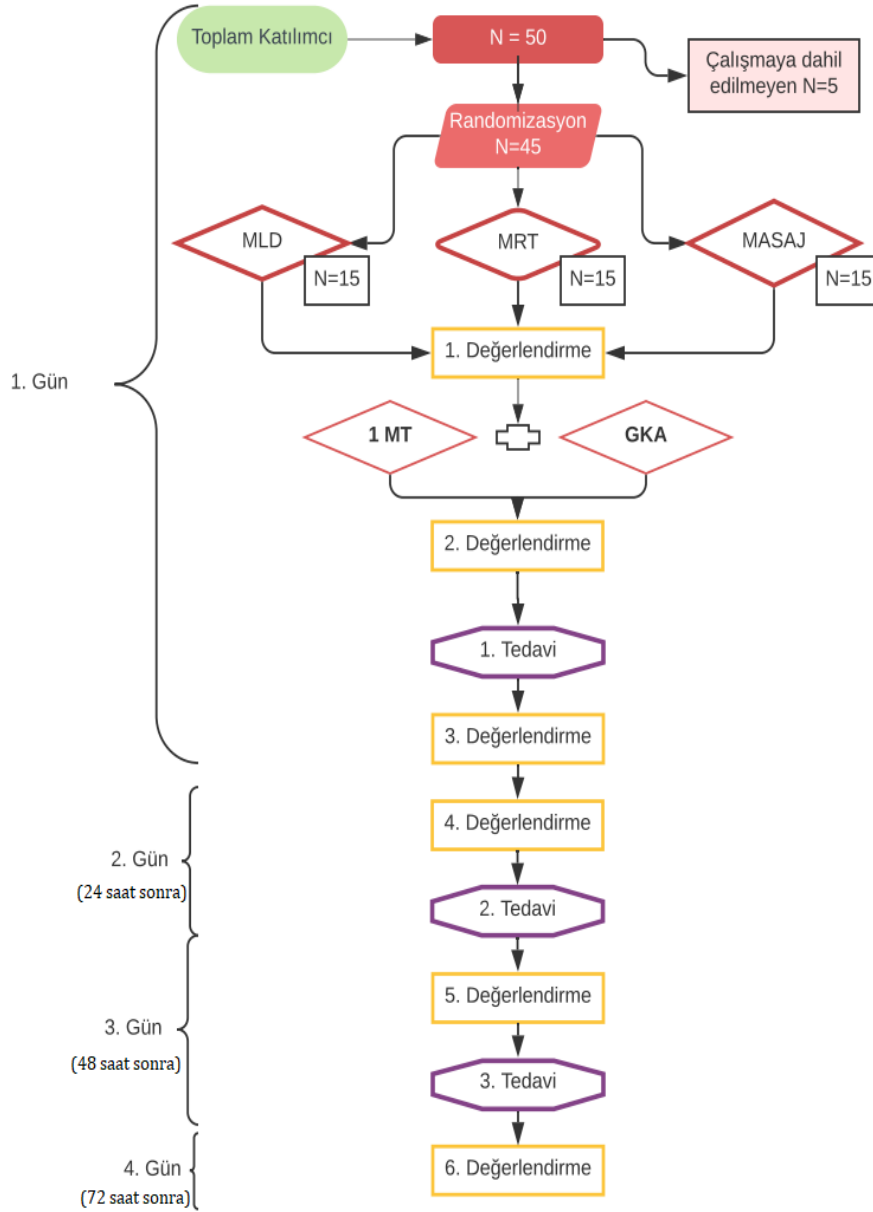 Toplam Katılımcı
N = 50
Çalışmaya dahil
edilmeyen N=5
Randomizasyon
N=45
MLD
N=15
MRT
N=15
MASAJ
N=15
1. Değerlendirme
1. Gün
1 MT
GKA
2. Değerlendirme
1. Tedavi
3. Değerlendirme
4. Değerlendirme
2. Gün
(24 saat sonra)
2. Tedavi
5. Değerlendirme
3. Gün
(48 saat sonra)
3. Tedavi
6. Değerlendirme
4. Gün
(72 saat sonra)